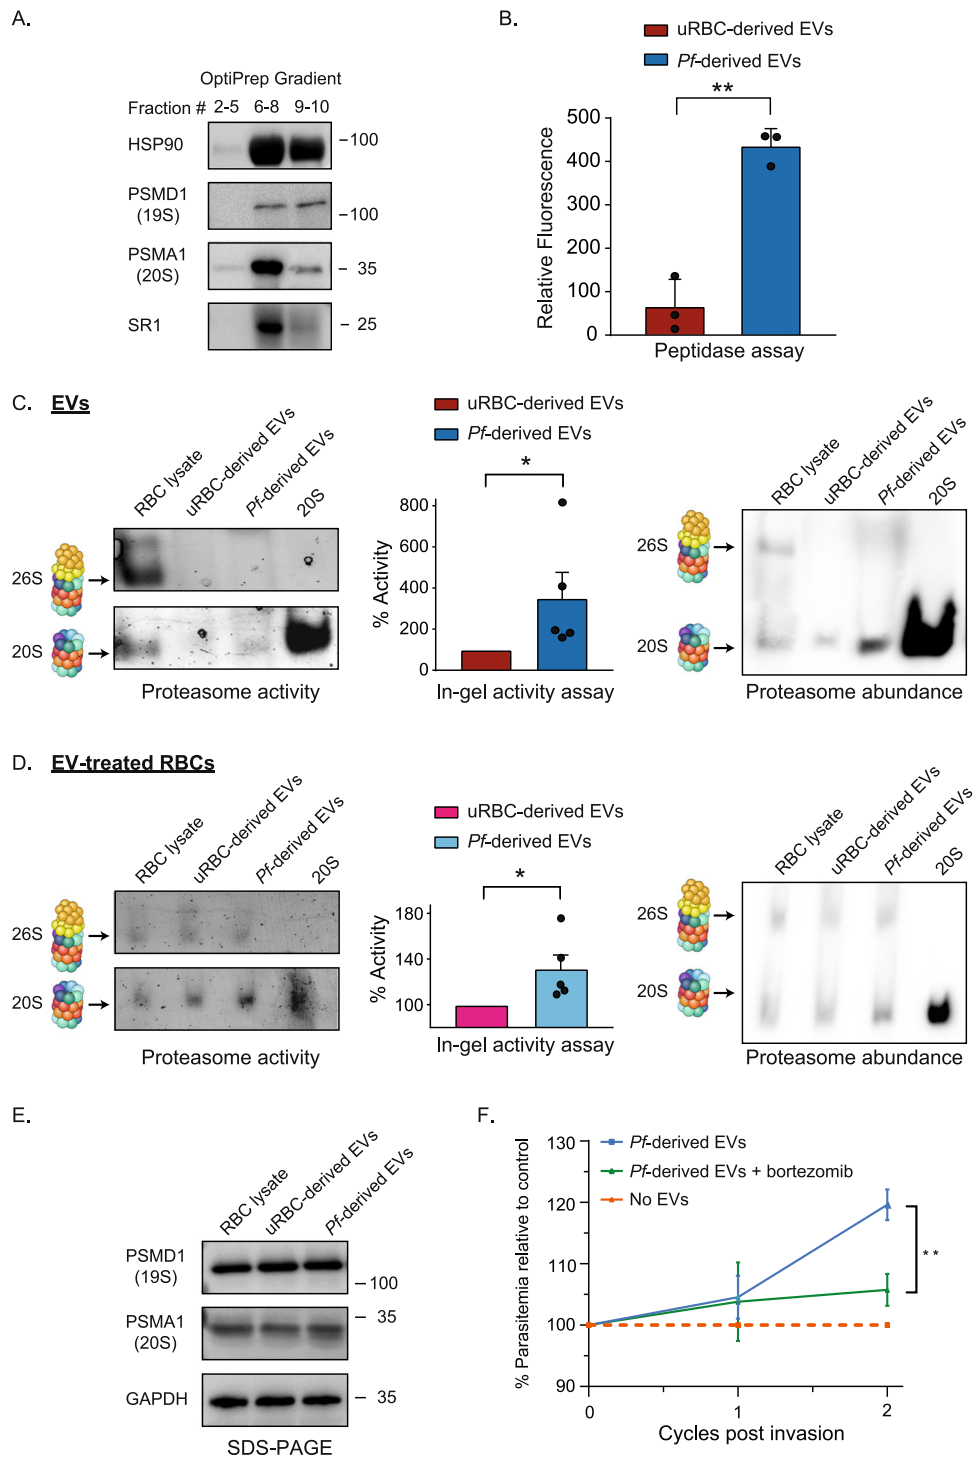 A.
OptiPrep Gradient
Fraction # 2-5 6-8 9-10
HSP90
-100
PSMD1
(19S)
-100
PSMA1
(20S)
- 35
SR1
- 25
B.
uRBC-derived EVs
Pf-derived EVs
**
500
400
300
200
100
0
Relative Fluorescence
Peptidase assay
C. EVs
RBC lysate
uRBC-derived EVs
Pf-derived EVs
20S
26S
20S
Proteasome activity
uRBC-derived EVs
Pf-derived EVs
*
800
600
400
200
0
% Activity
In-gel activity assay
RBC lysate
uRBC-derived EVs
Pf-derived EVs
20S
26S
20S
Proteasome abundance
D. EV-treated RBCs
RBC lysate
uRBC-derived EVs
Pf-derived EVs
20S
26S
20S
Proteasome activity
uRBC-derived EVs
Pf-derived EVs
*
180
140
100
% Activity
In-gel activity assay
RBC lysate
uRBC-derived EVs
Pf-derived EVs
20S
26S
20S
Proteasome abundance
E.
RBC lysate
uRBC-derived EVs
Pf-derived EVs
PSMD1
(19S)
- 100
PSMA1
(20S)
- 35
GAPDH
- 35
SDS-PAGE
F.
Pf-derived EVs
Pf-derived EVs + bortezomib
No EVs
**
130
120
110
100
90
% Parasitemia relative to control
0 1 2
Cycles post invasion